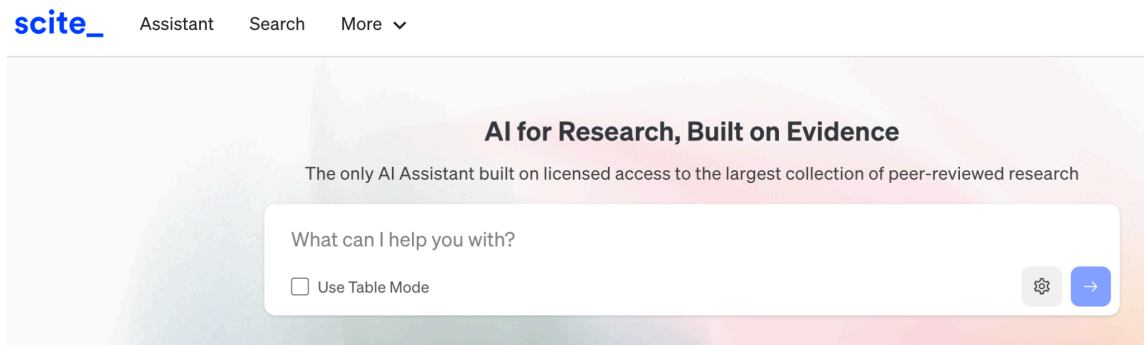 scite_ Assistant Search More
AI for Research, Built on Evidence
The only AI Assistant built on licensed access to the largest collection of peer-reviewed research
What can I help you with?
Use Table Mode